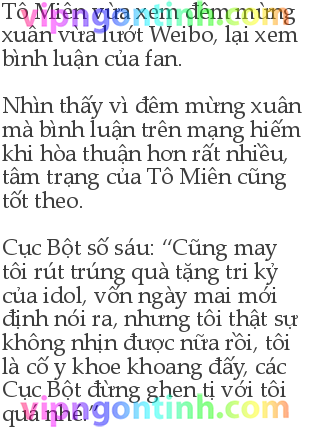 Tô Miên vừa xem đêm mừng
xuân vừa lướt Weibo, lại xem
bình luận của fan.
Nhìn thấy vì đêm mừng xuân
mà bình luận trên mạng hiếm
khi hòa thuận hơn rất nhiều,
tâm trạng của Tô Miên cũng
tốt theo.
Cục Bột số sáu: “Cũng may
tôi rút trúng quà tặng tri kỷ
của idol, vốn ngày mai mới
định nói ra, nhưng tôi thật sự
không nhịn được nữa rồi, tôi
là cố ý khoe khoang đấy, các
Cục Bột đừng ghen tị với tôi
quá nhé.”
vipngontinh.com
vipngontinh.com